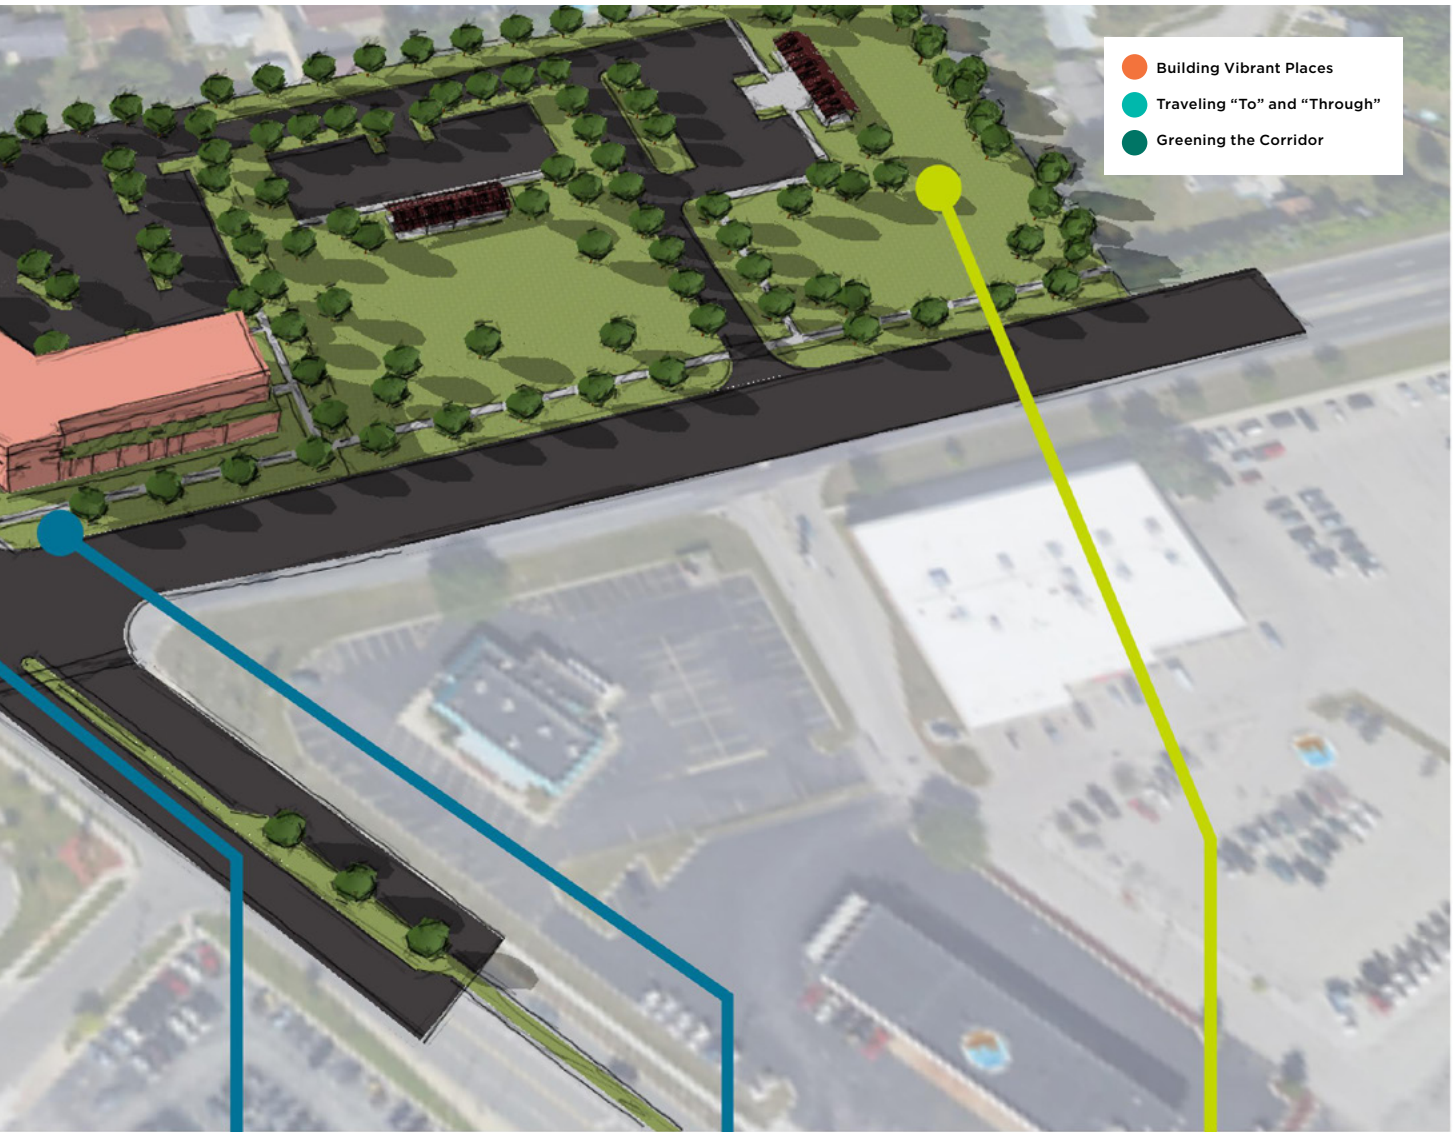 Building Vibrant Places
Traveling “To” and “Through”
Greening the Corridor